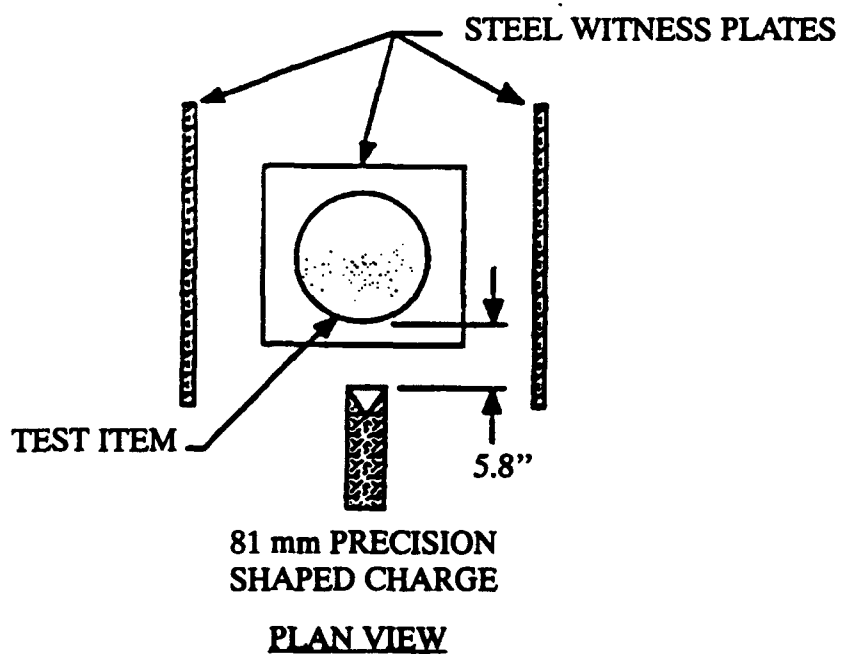 STEEL WITNESS PLATES
TEST ITEM
5.8”
81 mm PRECISION
SHAPED CHARGE
PLAN VIEW